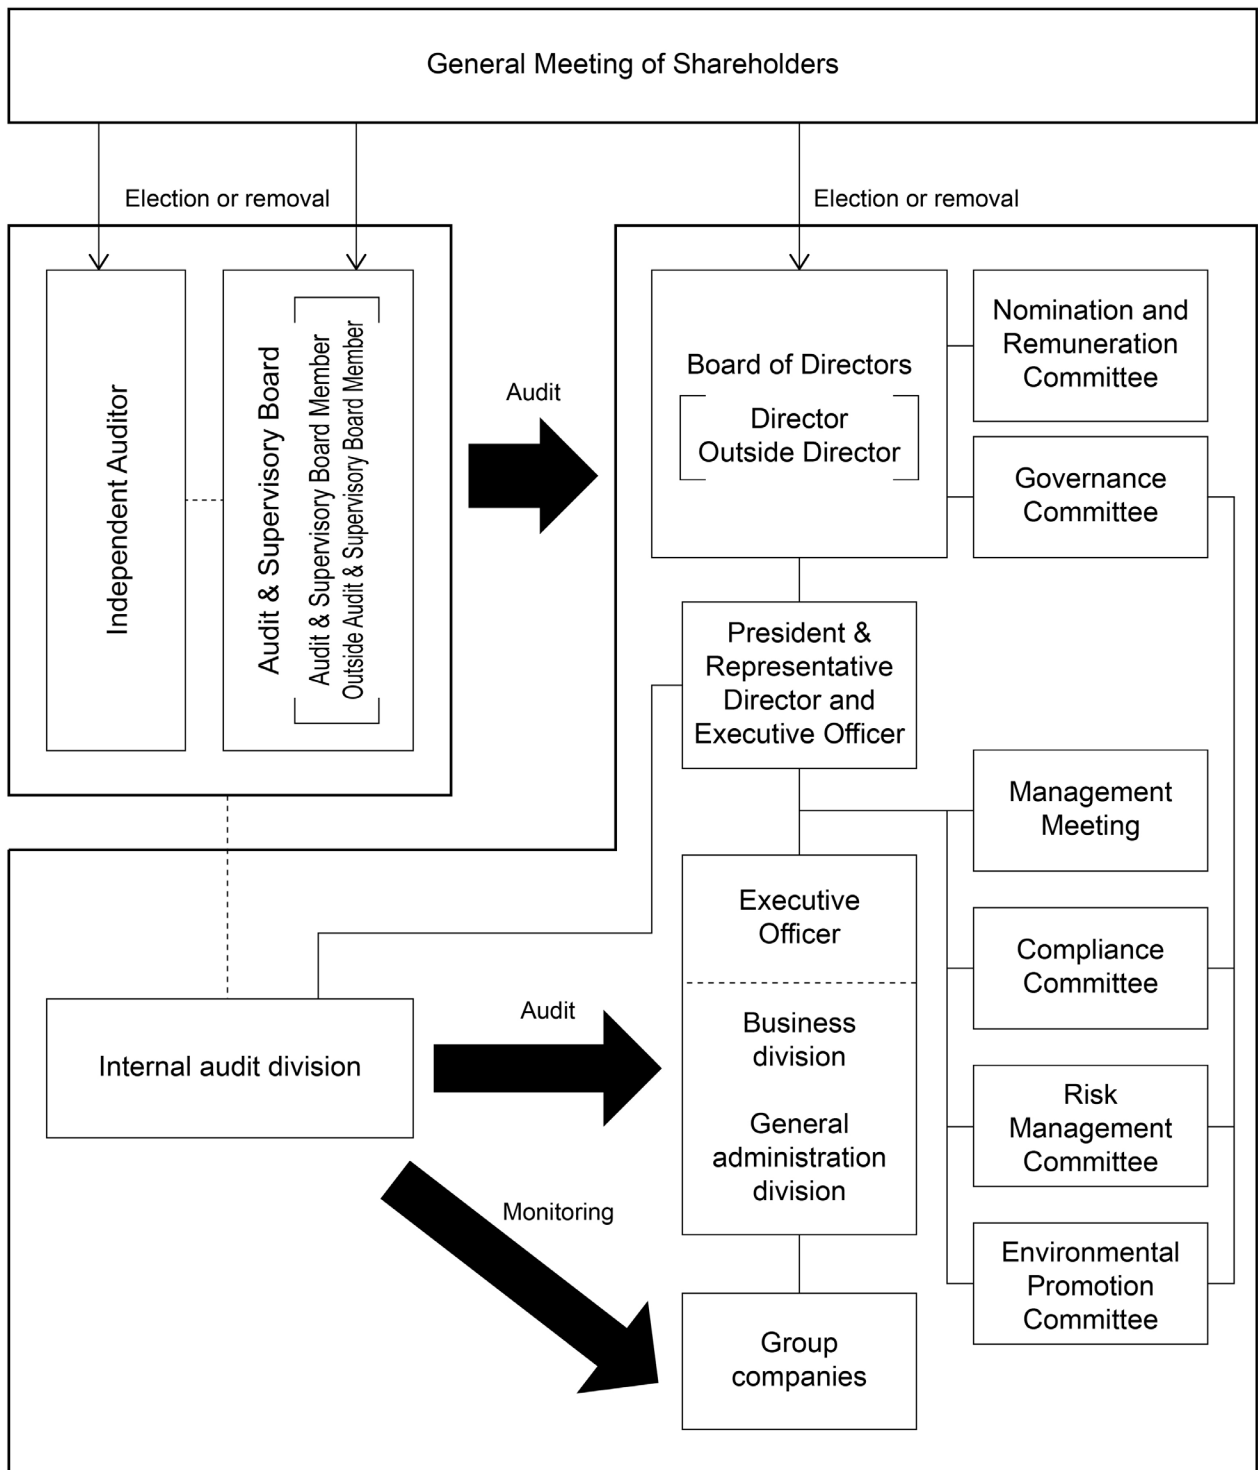 General Meeting of Shareholders
Election or removal
Election or removal
Independent Auditor
Audit & Supervisory Board
Audit & Supervisory Board Member
Outside Audit & Supervisory Board Member
Audit
Board of Directors
Director
Outside Director
Nomination and
Remuneration
Committee
Governance
Committee
President &
Representative
Director and
Executive Officer
Management
Meeting
Executive
Officer
Compliance
Committee
Internal audit division
Audit
Business
division
General
administration
division
Risk
Management
Committee
Monitoring
Environmental
Promotion
Committee
Group
companies